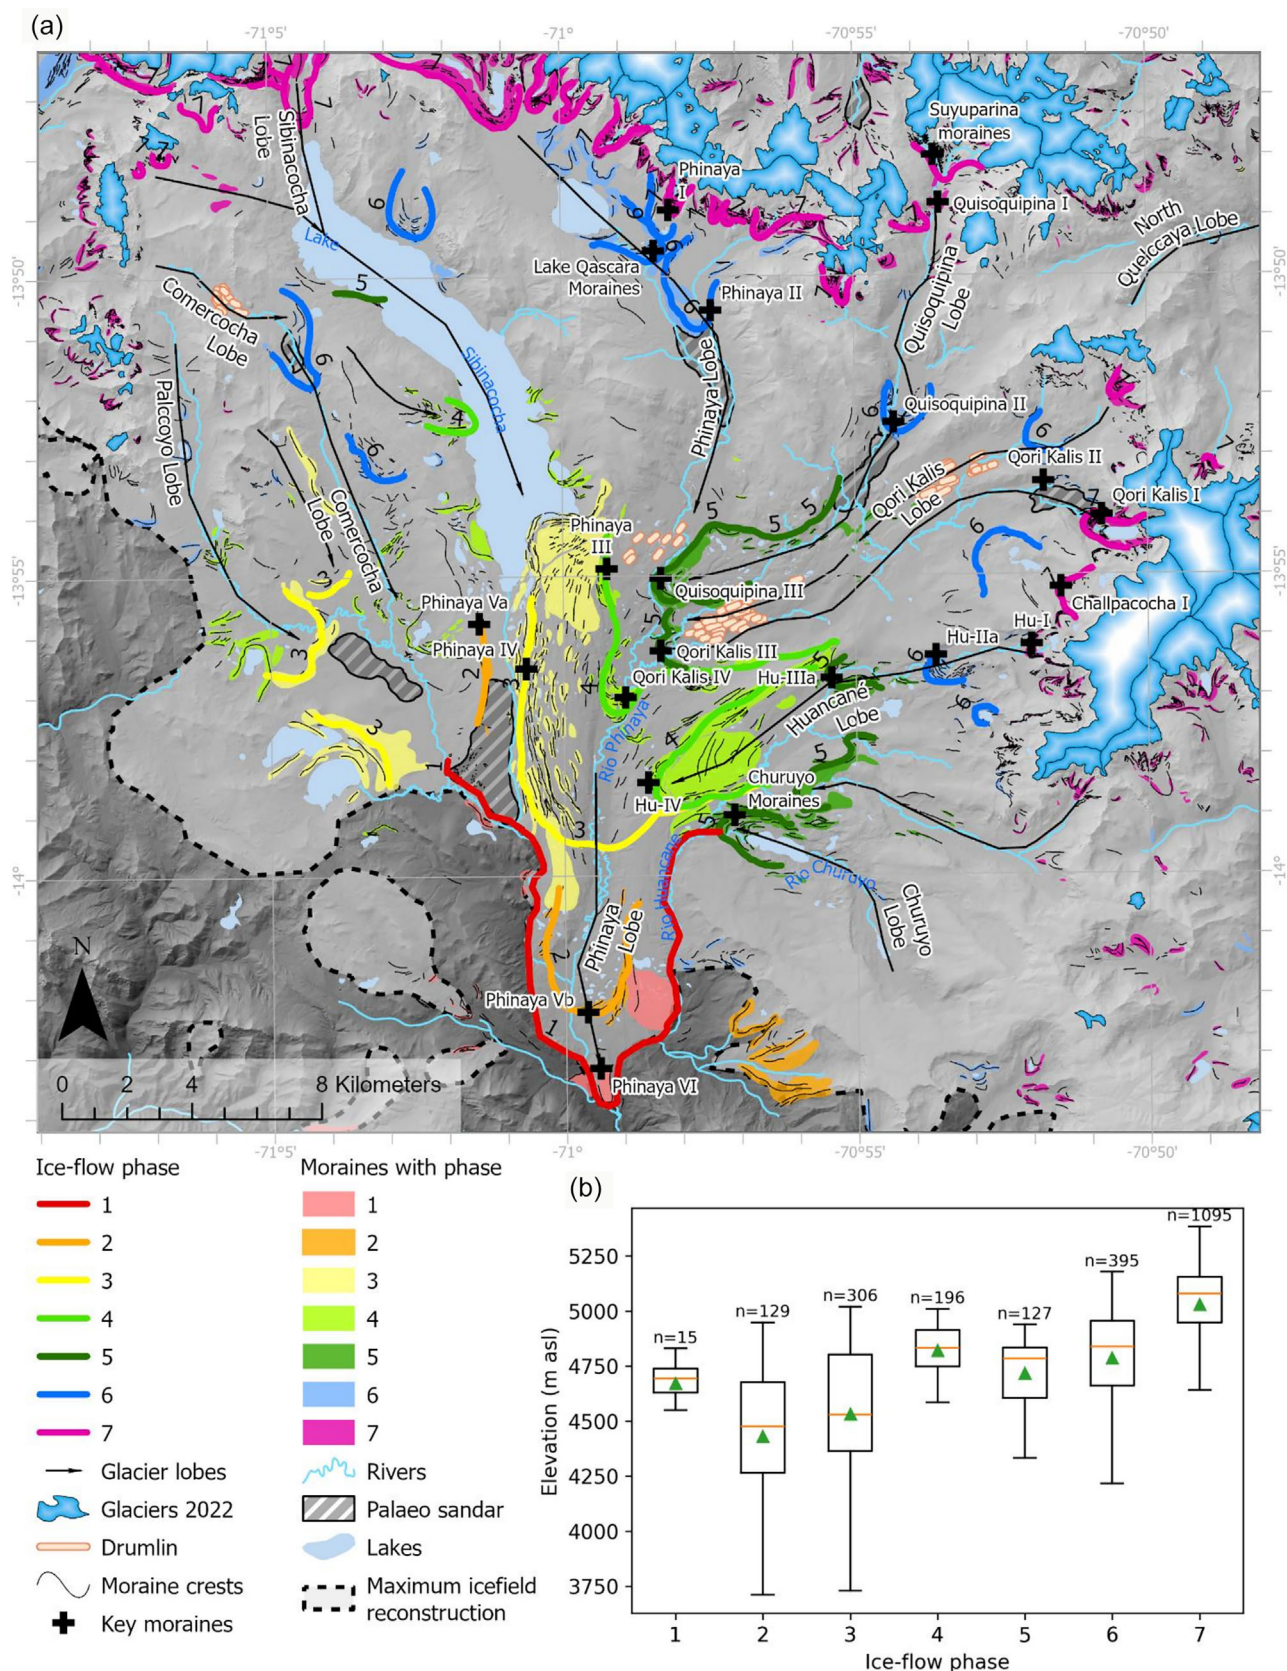 (a)
-71°5'
-71°
-70°55'
-70°50'
Sibinacocha
Lobe
Suyuparina
moraines
Phinaya
I
Quisoquipina I
North
Quelccaya Lobe
Lake
Sibinacocha
Lake Qascara
Moraines
Phinaya II
Quisoquipina
Lobe
-13°50'
-13°50'
Comercocha
Lobe
Palccoyo Lobe
Phinaya Lobe
Quisoquipina II
Qori Kalis II
Qori Kalis
Lobe
Qori Kalis I
Comercocha
Lobe
Phinaya
III
-13°55'
-13°55'
Quisoquipina III
Challpacocha I
Phinaya Va
Phinaya IV
Hu-I
Hu-IIa
Qori Kalis III
Qori Kalis IV
Hu-IIIa
Huancané
Lobe
Rio Phinaya
Hu-IV
Churuyo
Moraines
Rio Huancane
Rio Churuyo
-14°
-14°
Churuyo
Lobe
Phinaya
Lobe
Phinaya Vb
Phinaya VI
N
0 2 4 8 Kilometers
-71°5'
-71°
-70°55'
-70°50'
Ice-flow phase
1
2
3
4
5
6
7
Glacier lobes
Glaciers 2022
Drumlin
Moraine crests
Key moraines
Moraines with phase
1
2
3
4
5
6
7
Rivers
Palaeo sandar
Lakes
Maximum icefield
reconstruction
(b)
n=15
n=129
n=306
n=196
n=127
n=395
n=1095
Elevation (m asl)
5250
5000
4750
4500
4250
4000
3750
1 2 3 4 5 6 7
Ice-flow phase